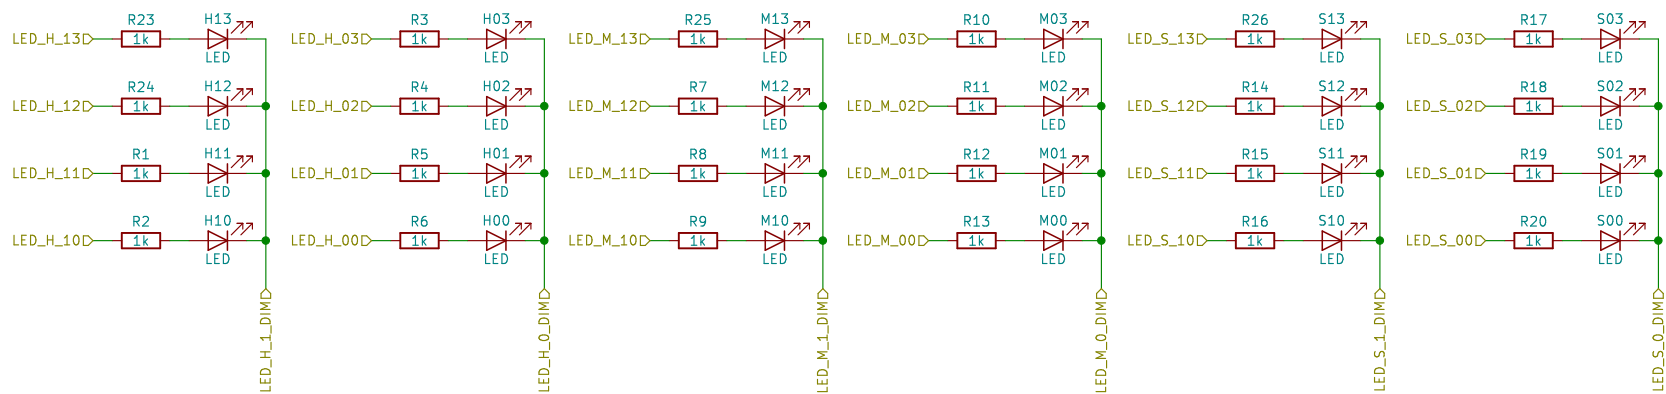 R23 H13 R3 H03 R25 M13 R10 M03 R26 S13 R17 S03
LED_H_13 1k LED_H_03 1k LED_M_13 1k LED_M_03 1k LED_S_13 1k LED_S_03 1k
LED LED LED LED LED LED
R24 H12 R4 H02 R7 M12 R11 M02 R14 S12 R18 S02
LED_H_12 1k LED_H_02 1k LED_M_12 1k LED_M_02 1k LED_S_12 1k LED_S_02 1k
LED LED LED LED LED LED
R1 H11 R5 H01 R8 M11 R12 M01 R15 S11 R19 S01
LED_H_11 1k LED_H_01 1k LED_M_11 1k LED_M_01 1k LED_S_11 1k LED_S_01 1k
LED LED LED LED LED LED
R2 H10 R6 H00 R9 M10 R13 M00 R16 S10 R20 S00
LED_H_10 1k LED_H_00 1k LED_M_10 1k LED_M_00 1k LED_S_10 1k LED_S_00 1k
LED LED LED LED LED LED
LED_H_1_DIM LED_H_0_DIM LED_M_1_DIM LED_M_0_DIM LED_S_1_DIM LED_S_0_DIM